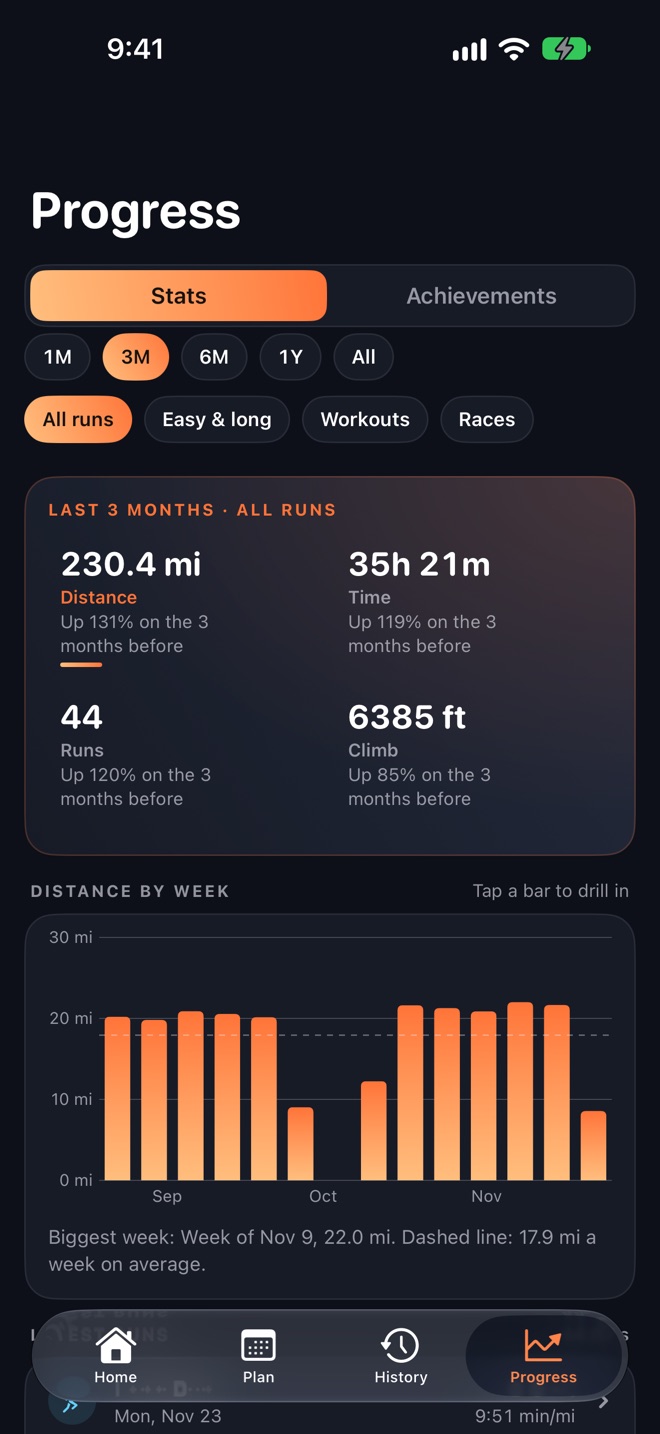 9:41
Progress
Stats
Achievements
1M
3M
6M
1Y
All
All runs
Easy & long
Workouts
Races
LAST 3 MONTHS · ALL RUNS
230.4 mi
Distance
Up 131% on the 3
months before
35h 21m
Time
Up 119% on the 3
months before
44
Runs
Up 120% on the 3
months before
6385 ft
Climb
Up 85% on the 3
months before
DISTANCE BY WEEK
Tap a bar to drill in
30 mi
20 mi
10 mi
0 mi
Sep
Oct
Nov
Biggest week: Week of Nov 9, 22.0 mi. Dashed line: 17.9 mi a
week on average.
Home
Plan
History
Progress
Mon, Nov 23
9:51 min/mi